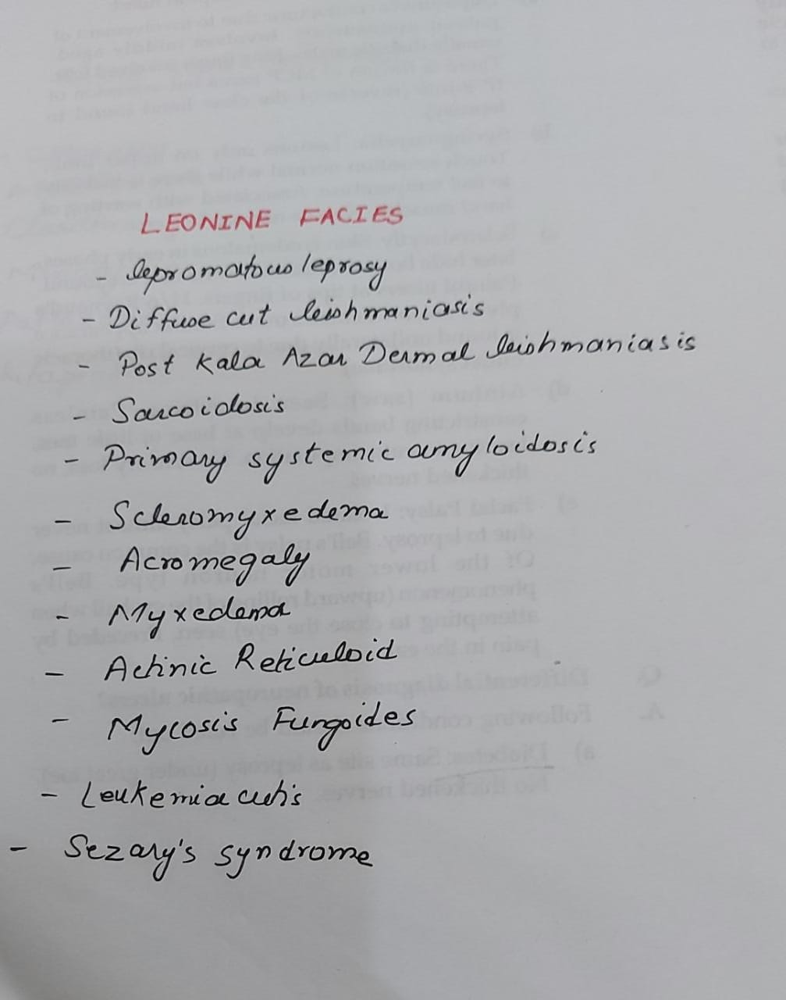 LEONINE FACIES
- lepromatous leprosy
- Diffuse cut leishmaniasis
- Post Kala Azar Dermal leishmaniasis
- Sarcoidosis
- Primary systemic amyloidosis
- Scleromyxedema
- Acromegaly
- Myxedema
- Actinic Reticuloid
- Mycosis Fungoides
- Leukemia cutis
- Sezary's syndrome